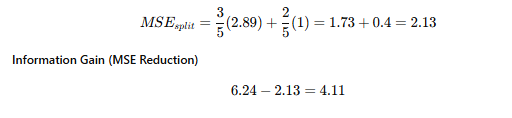 MSE_split = 3/5(2.89) + 2/5(1) = 1.73 + 0.4 = 2.13
Information Gain (MSE Reduction)
6.24 − 2.13 = 4.11